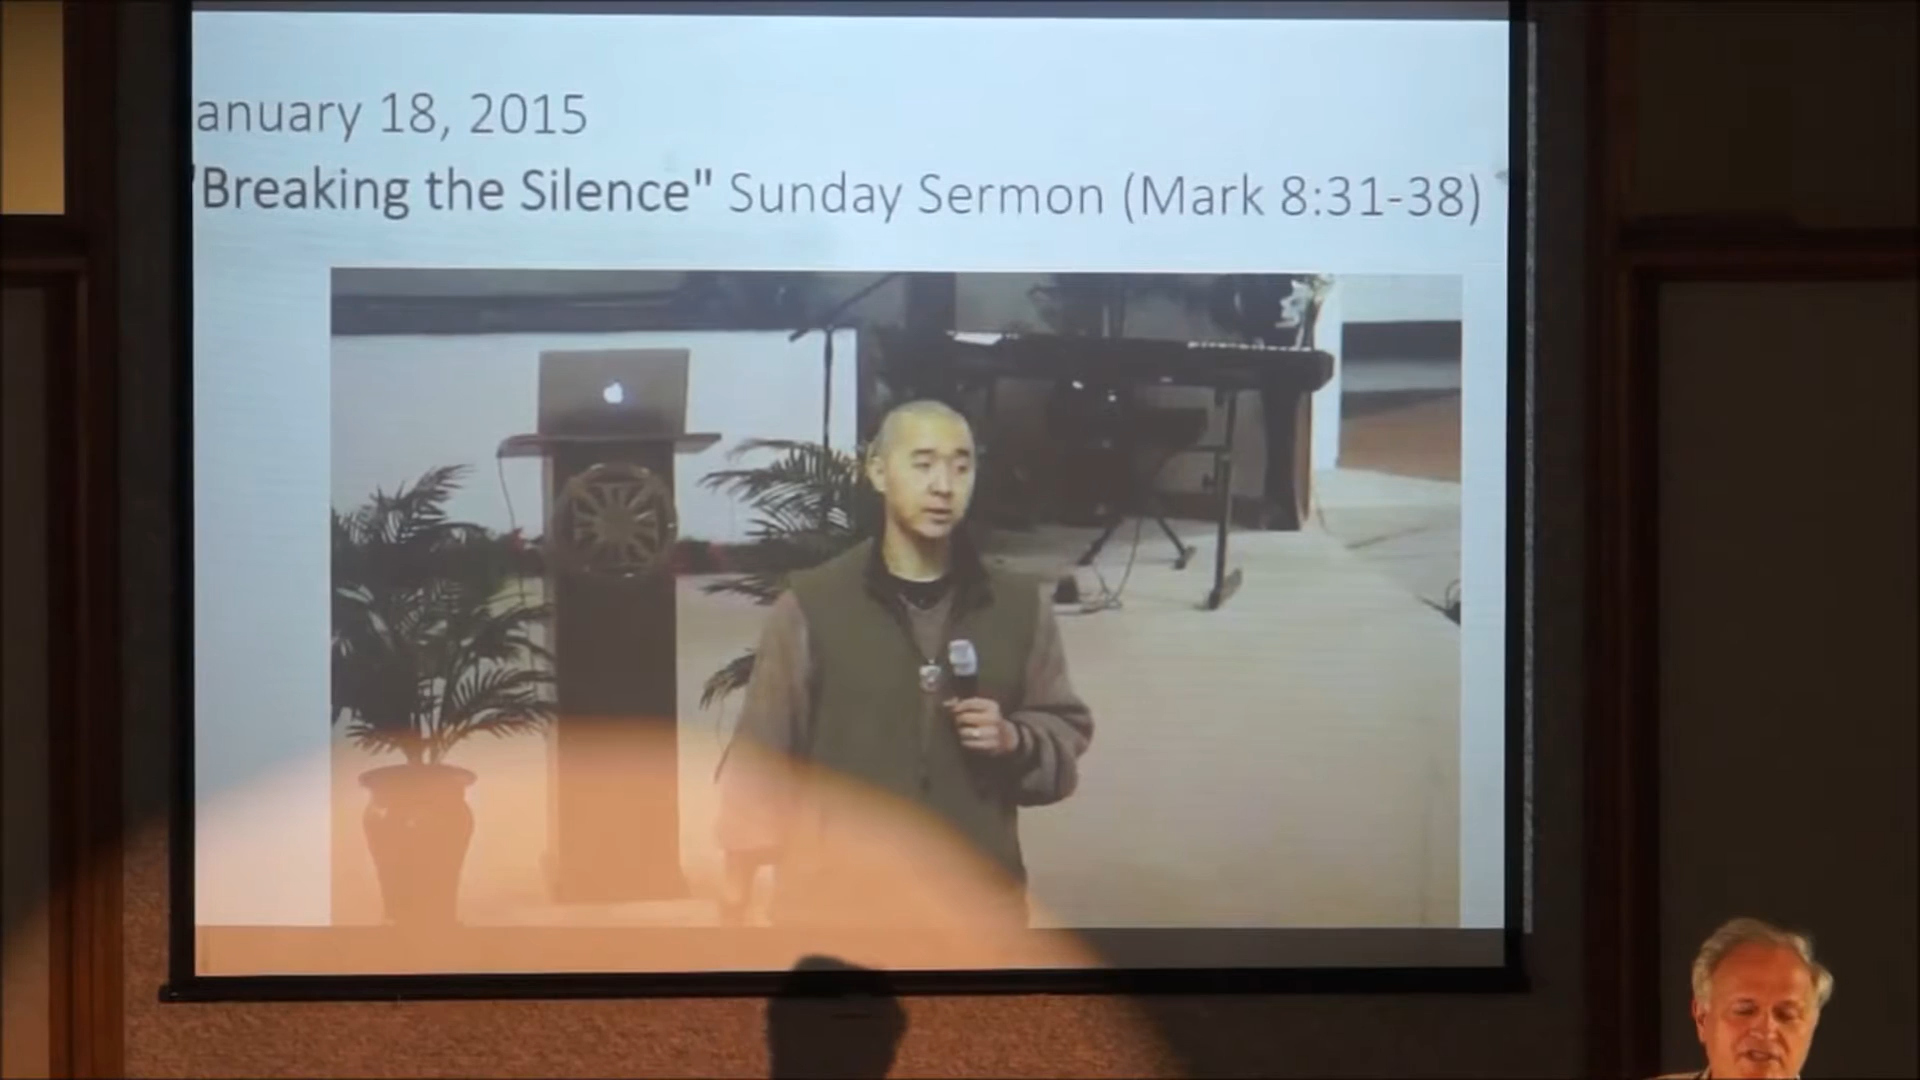 anuary 18, 2015
"Breaking the Silence" Sunday Sermon (Mark 8:31-38)